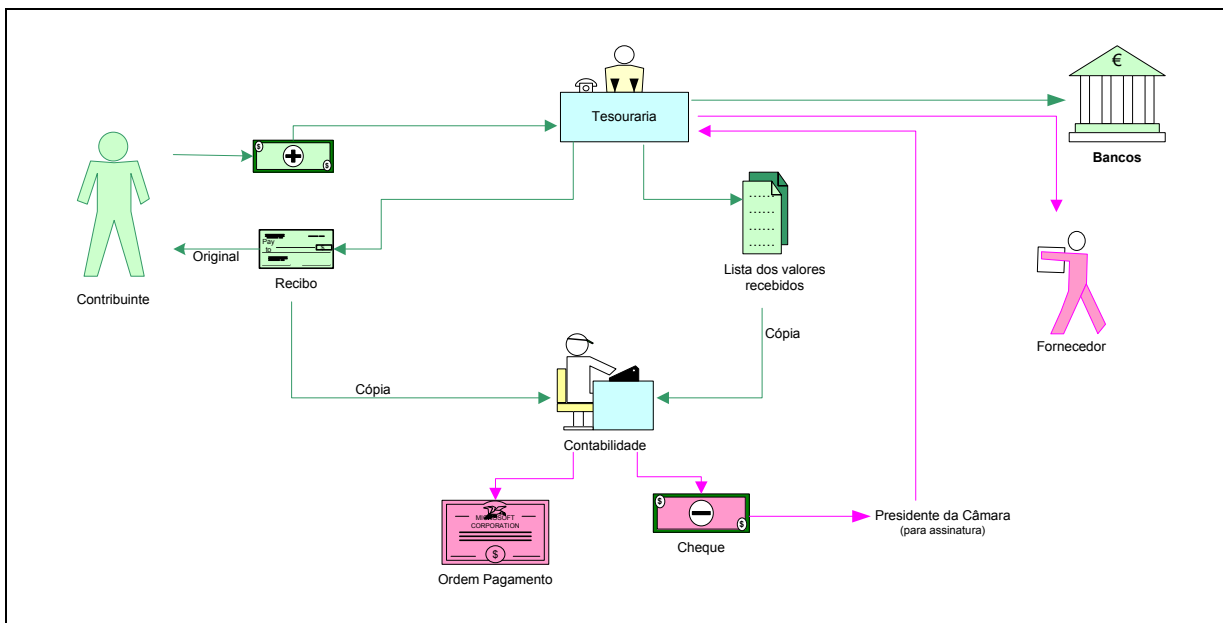 €
Tesouraria
Bancos
$
$
Pay
to
$
Original
Recibo
Contribuinte
Lista dos valores
recebidos
Cópia
Fornecedor
Cópia
Contabilidade
MICROSOFT
CORPORATION
$
Ordem Pagamento
$
$
Cheque
Presidente da Câmara
(para assinatura)